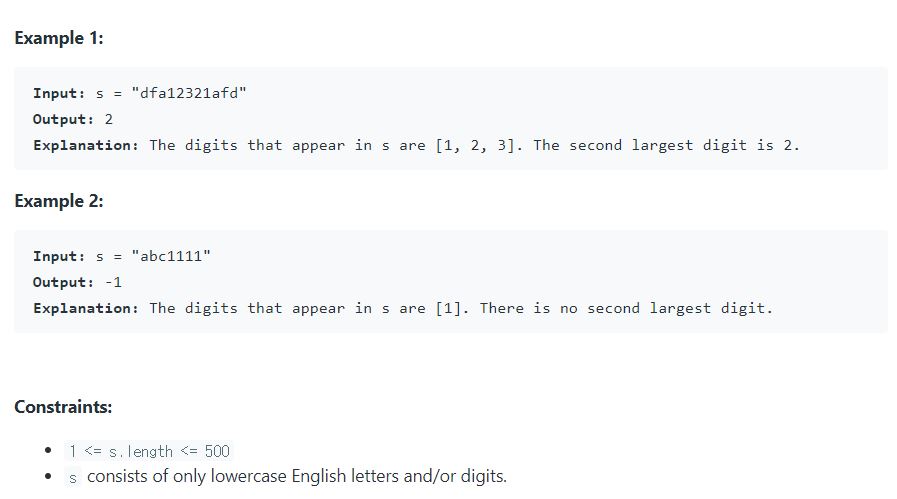 Example 1:
Input: s = "dfa12321afd"
Output: 2
Explanation: The digits that appear in s are [1, 2, 3]. The second largest digit is 2.
Example 2:
Input: s = "abc1111"
Output: -1
Explanation: The digits that appear in s are [1]. There is no second largest digit.
Constraints:
• 1 <= s.length <= 500
• s consists of only lowercase English letters and/or digits.